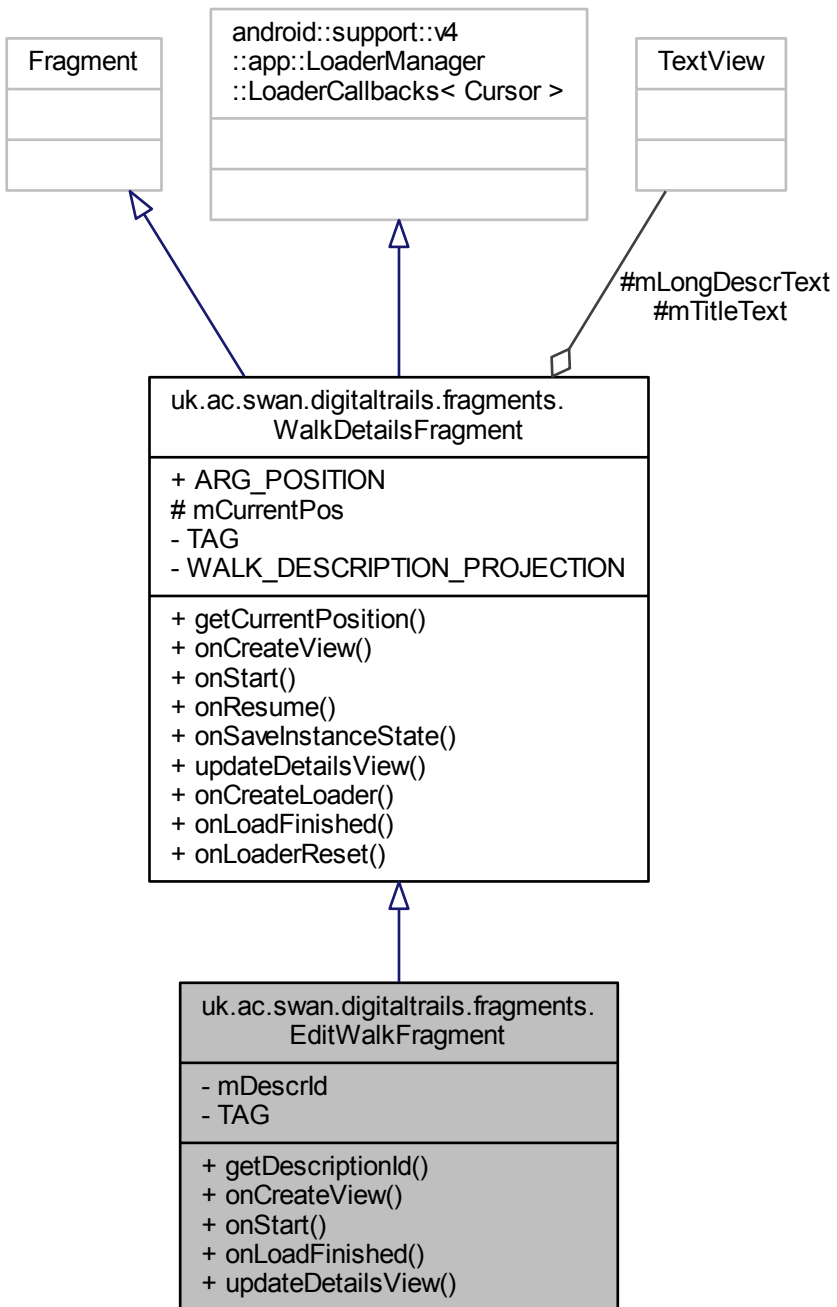 Fragment
android::support::v4
::app::LoaderManager
::LoaderCallbacks< Cursor >
TextView
#mLongDescrText
#mTitleText
uk.ac.swan.digitaltrails.fragments.
WalkDetailsFragment
+ ARG_POSITION
# mCurrentPos
- TAG
- WALK_DESCRIPTION_PROJECTION
+ getCurrentPosition()
+ onCreateView()
+ onStart()
+ onResume()
+ onSaveInstanceState()
+ updateDetailsView()
+ onCreateLoader()
+ onLoadFinished()
+ onLoaderReset()
uk.ac.swan.digitaltrails.fragments.
EditWalkFragment
- mDescrId
- TAG
+ getDescriptionId()
+ onCreateView()
+ onStart()
+ onLoadFinished()
+ updateDetailsView()